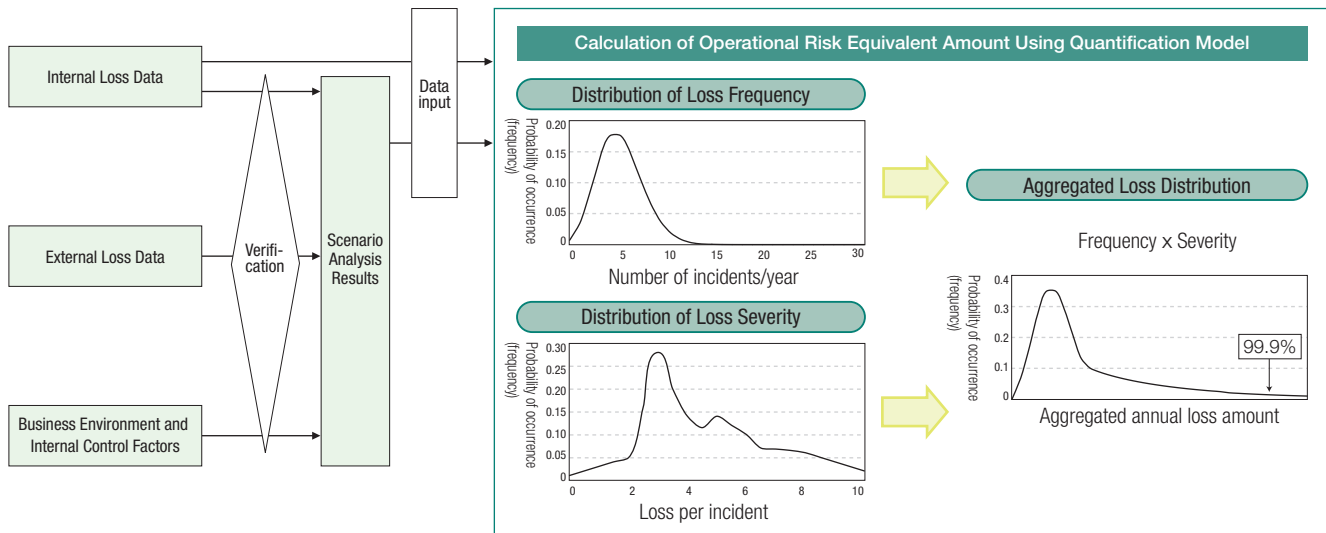 Internal Loss Data
External Loss Data
Business Environment and
Internal Control Factors
Verifi-
cation
Scenario
Analysis
Results
Data
input
Calculation of Operational Risk Equivalent Amount Using Quantification Model
Distribution of Loss Frequency
Probability of occurrence
(frequency)
0.20
0.15
0.10
0.05
0
0 5 10 15 20 25 30
Number of incidents/year
Distribution of Loss Severity
Probability of occurrence
(frequency)
0.30
0.25
0.20
0.15
0.10
0.05
0
0 2 4 6 8 10
Loss per incident
Aggregated Loss Distribution
Frequency x Severity
Probability of occurrence
(frequency)
0.4
0.3
0.2
0.1
0
99.9%
Aggregated annual loss amount